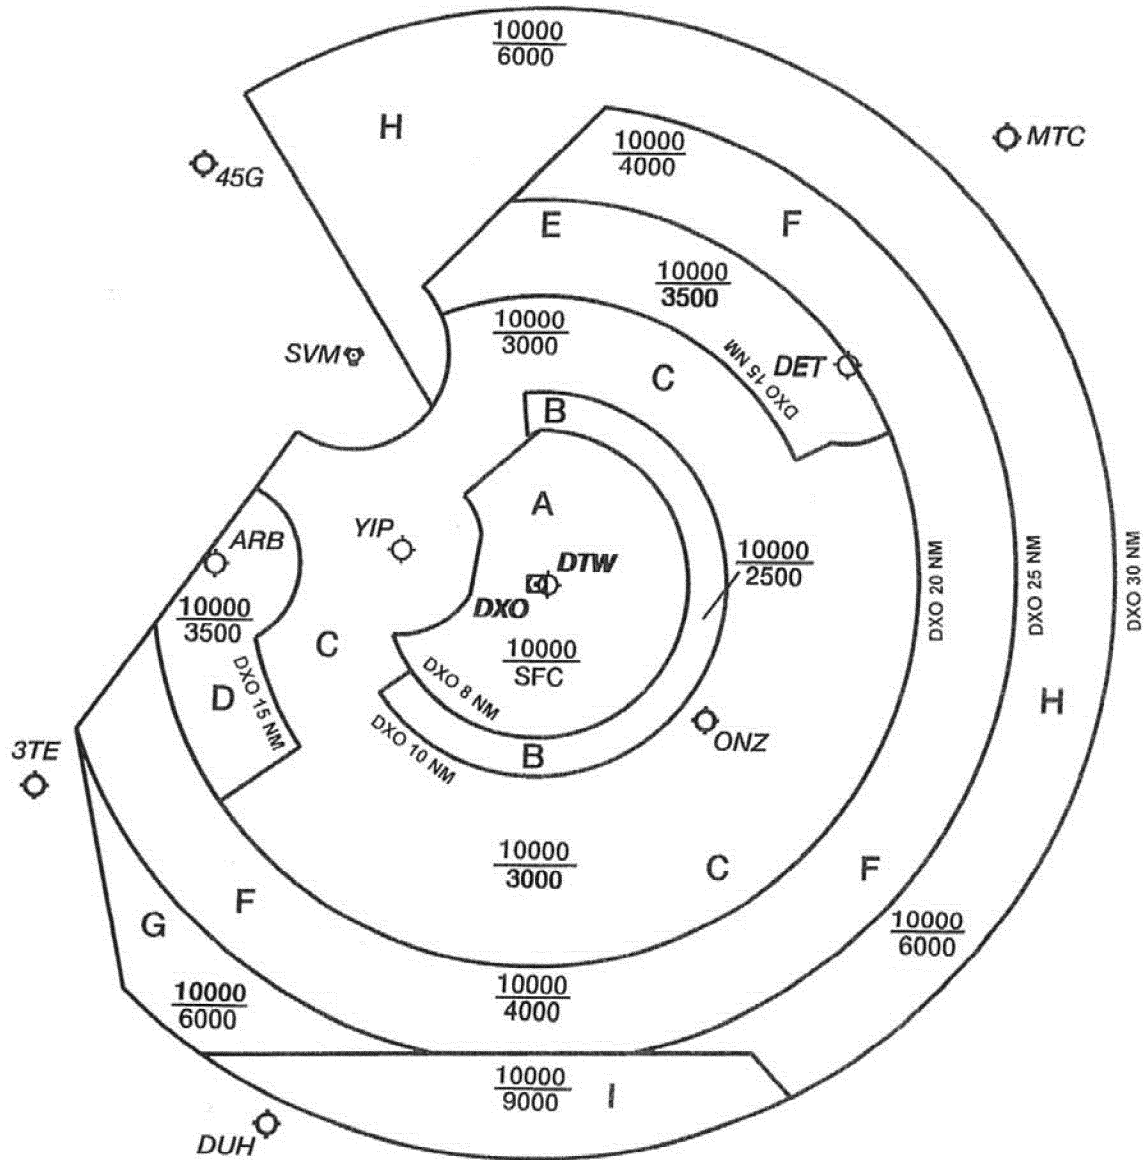 10000
6000
H
MTC
45G
10000
4000
F
E
10000
3500
10000
3000
SVM
DXO 15 NM
DET
C
B
A
YIP
ARB
10000
2500
DTW
DXO
DXO 20 NM
DXO 25 NM
DXO 30 NM
10000
3500
10000
SFC
C
D
DXO 15 NM
DXO 8 NM
DXO 10 NM
H
ONZ
B
3TE
10000
3000
C
F
F
G
10000
6000
10000
6000
10000
4000
10000
9000
I
DUH